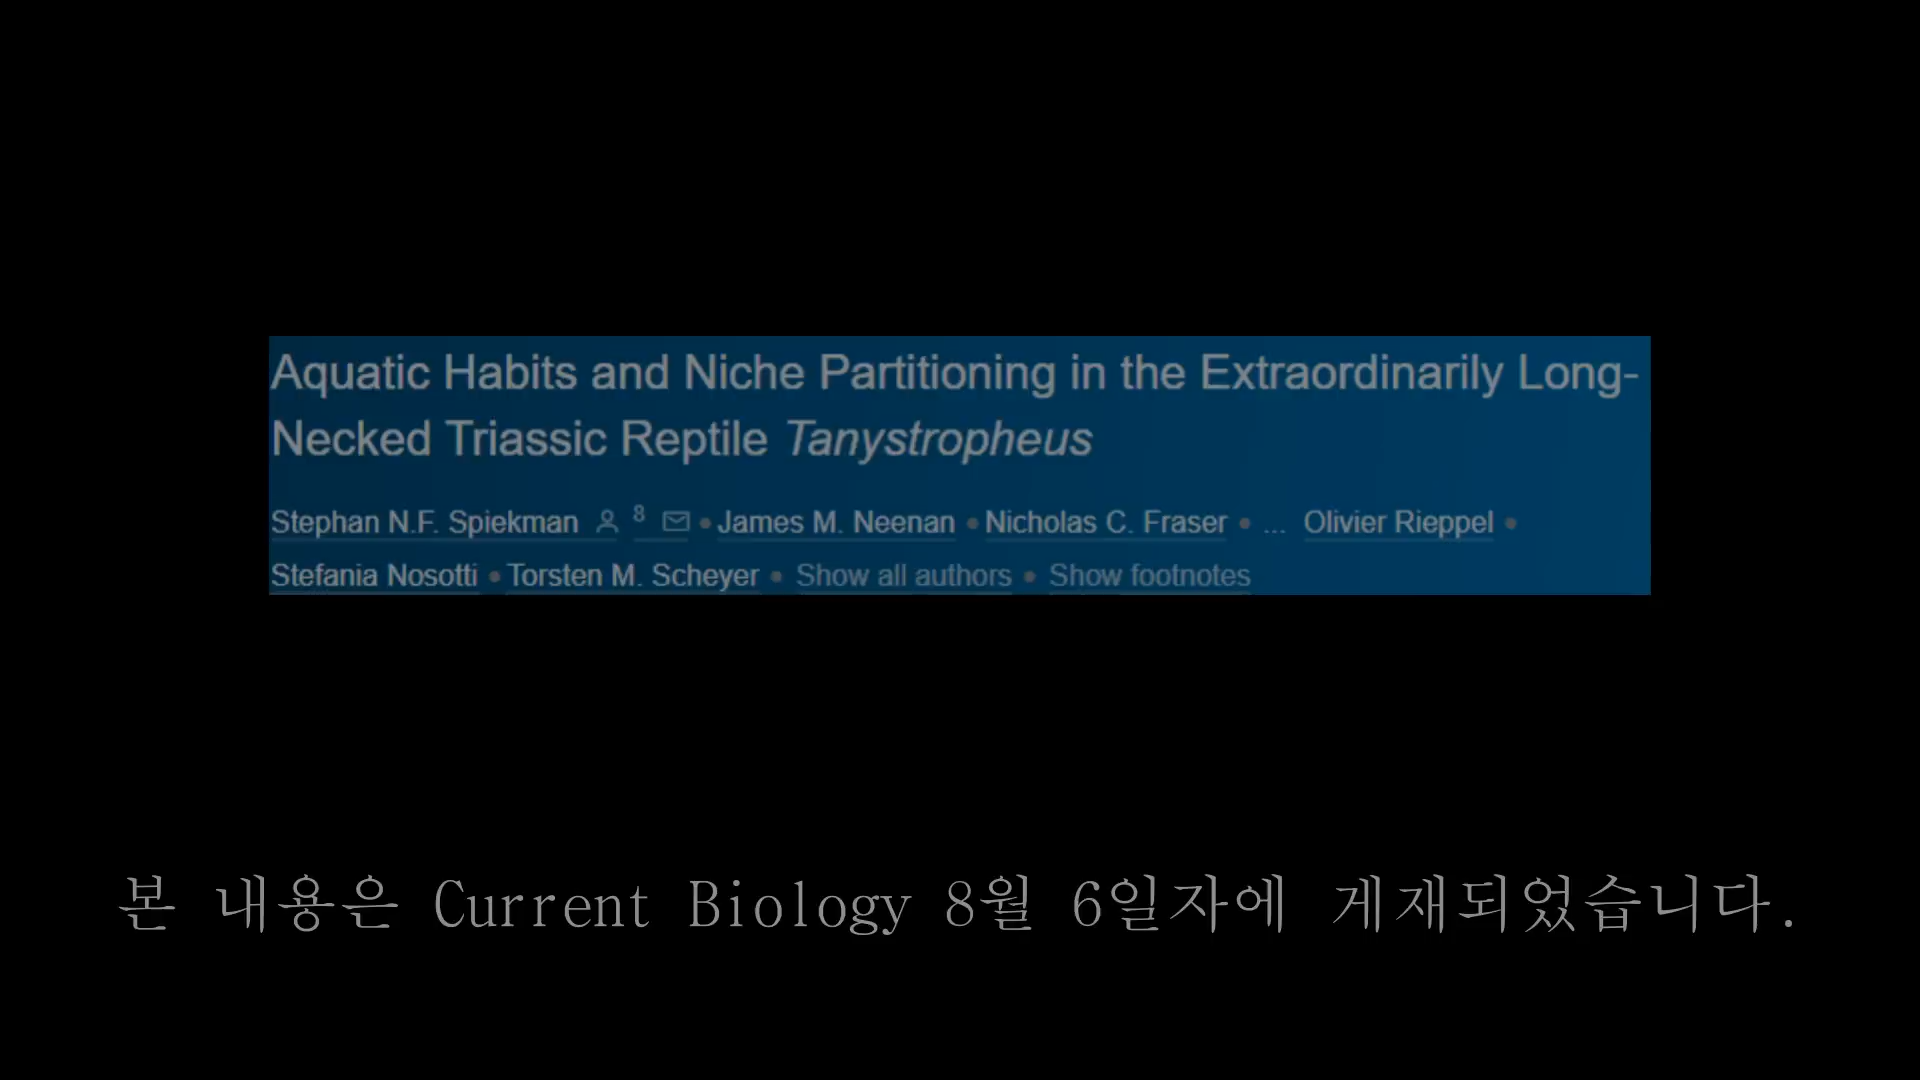 Aquatic Habits and Niche Partitioning in the Extraordinarily Long-
Necked Triassic Reptile Tanystropheus
Stephan N.F. Spiekman 8 • James M. Neenan • Nicholas C. Fraser • ... Olivier Rieppel •
Stefania Nosotti • Torsten M. Scheyer • Show all authors • Show footnotes
본 내용은 Current Biology 8월 6일자에 게재되었습니다.